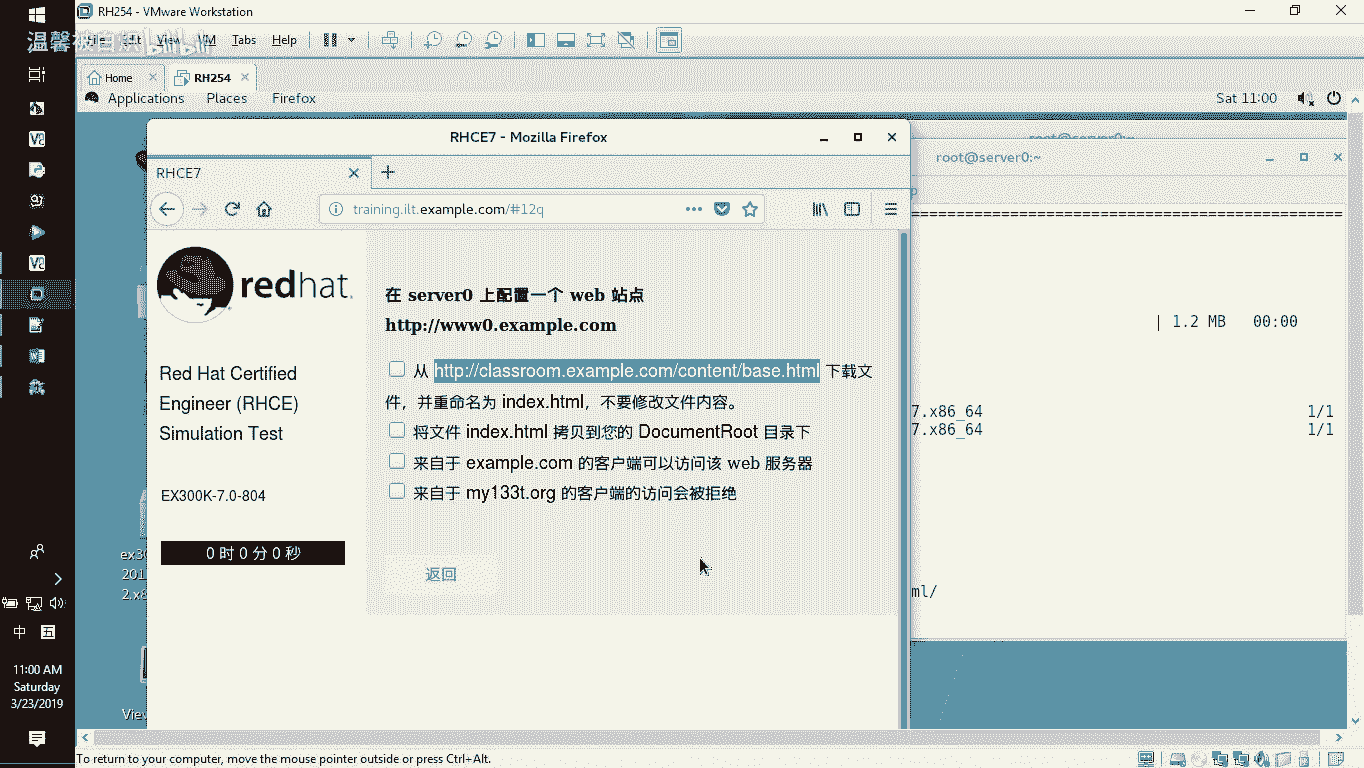 RH254 - VMware Workstation
VM Tabs Help
Home
RH254
Applications Places Firefox
Sat 11:00
RHCE7 - Mozilla Firefox
root@server0:~
RHCE7
training.ilt.example.com/#12q
redhat.
Red Hat Certified
Engineer (RHCE)
Simulation Test
EX300K-7.0-804
0 时 0 分 0 秒
在 server0 上配置一个 web 站点
http://www0.example.com
从 http://classroom.example.com/content/base.html 下载文
件，并重命名为 index.html，不要修改文件内容。
将文件 index.html 拷贝到您的 DocumentRoot 目录下
来自于 example.com 的客户端可以访问该 web 服务器
来自于 my133t.org 的客户端的访问会被拒绝
返回
| 1.2 MB 00:00
7.x86_64 1/1
7.x86_64 1/1
ml/
ex30
201
2.x8
View
中 五
11:00 AM
Saturday
3/23/2019
To return to your computer, move the mouse pointer outside or press Ctrl+Alt.